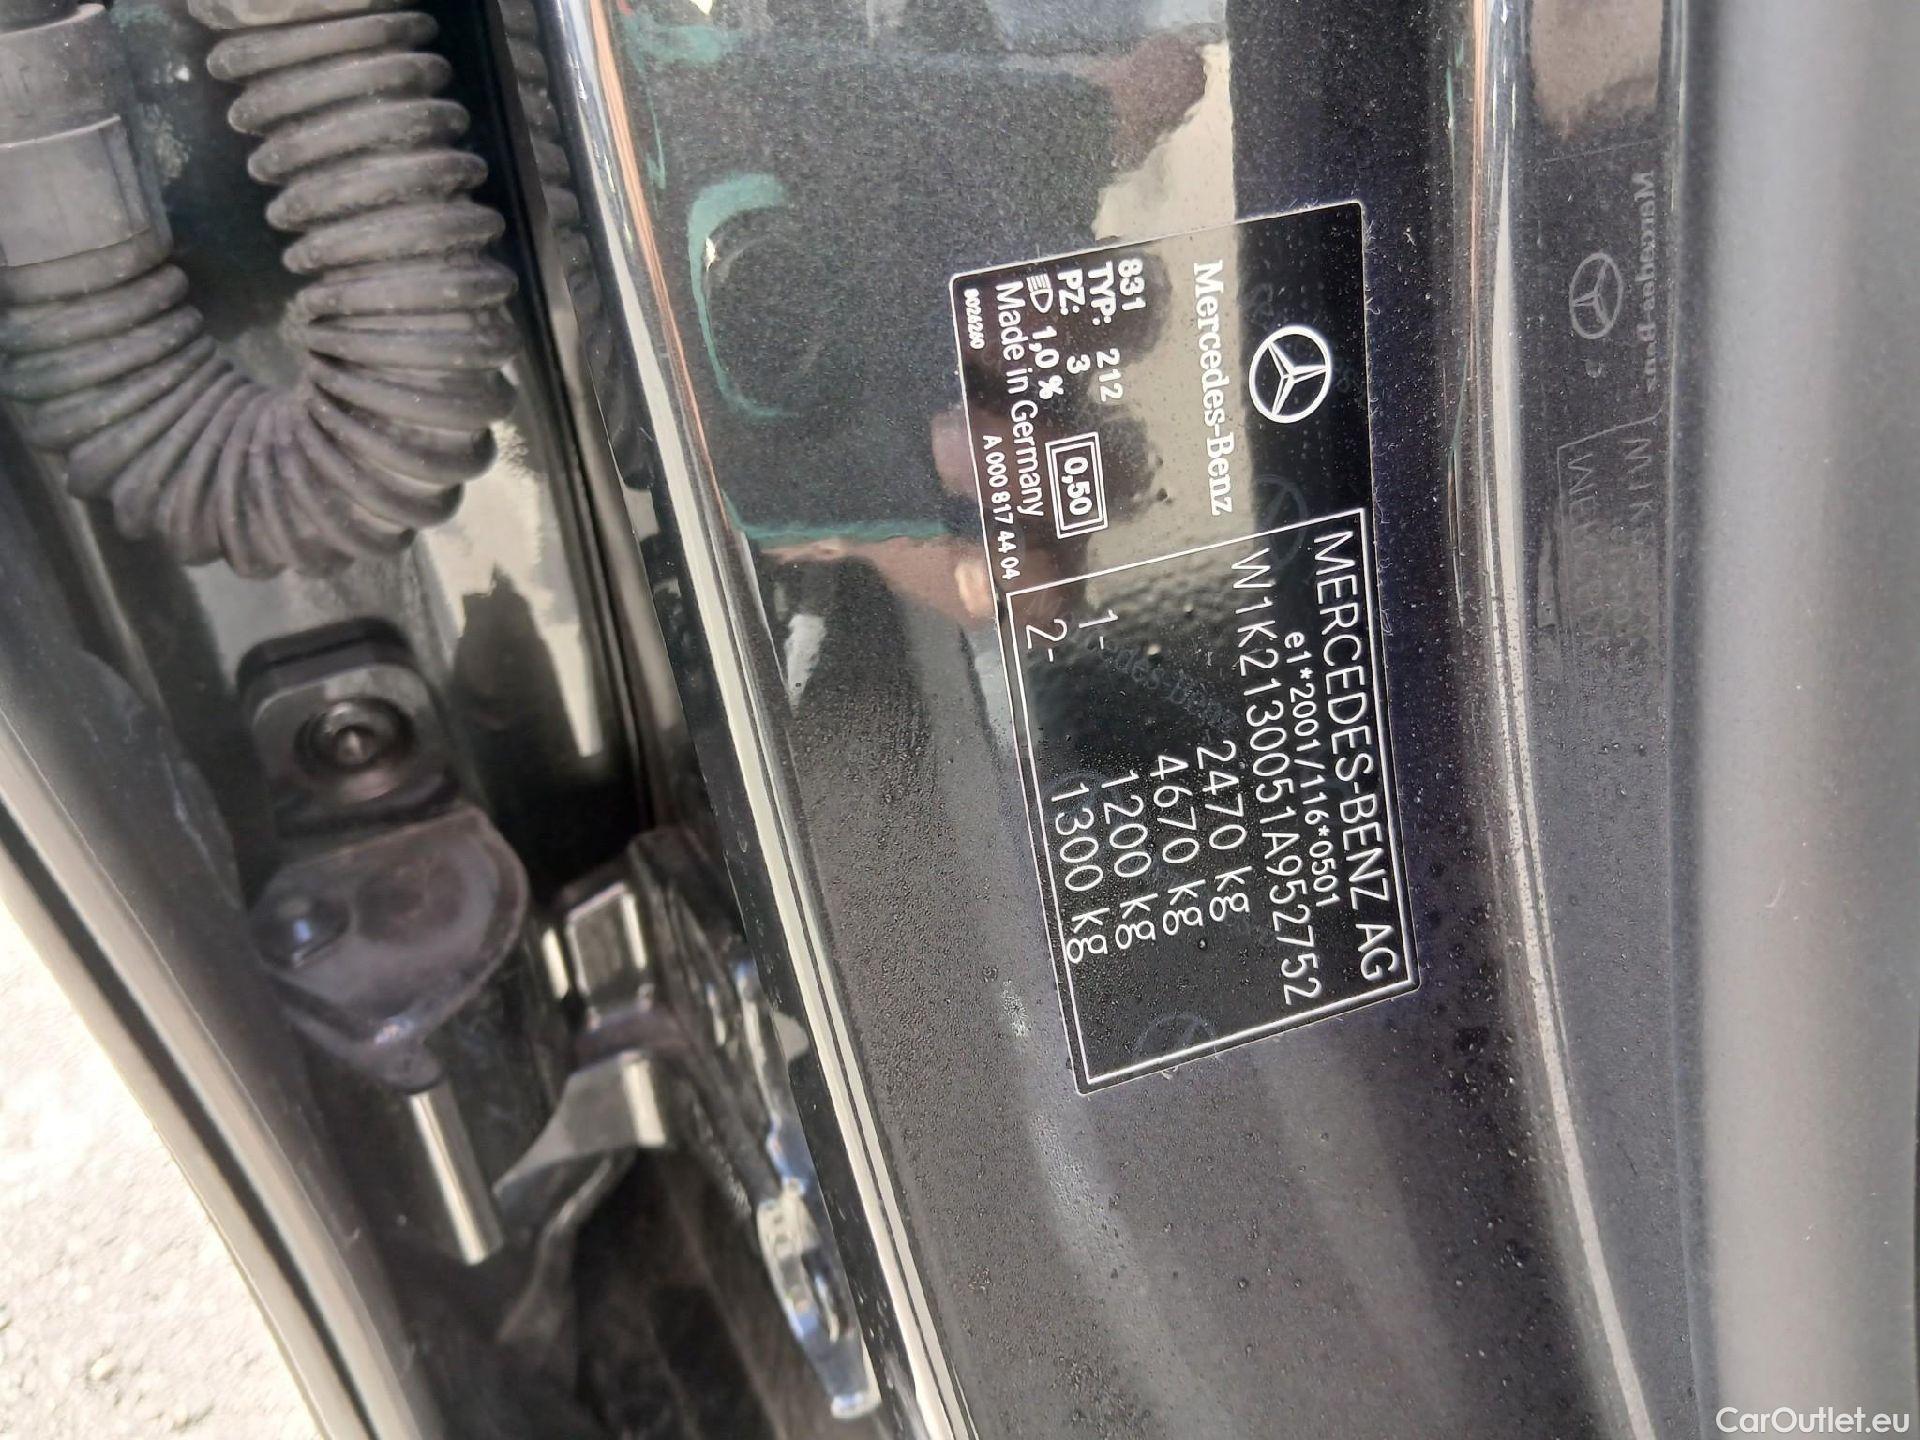 Mercedes-Benz
MERCEDES-BENZ AG
e1*2001/116*0501
W1K2130051A952752
2470 kg
4670 kg
1- 1200 kg
2- 1300 kg
831
TYP: 212
PZ: 3
1,0 %
0,50
Made in Germany
A 000 817 44 04
Mercedes-Benz
CarOutlet.eu